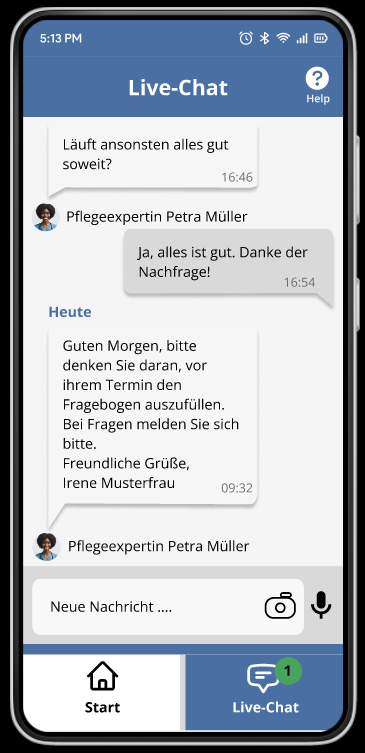 5:13 PM
Live-Chat
Help
Läuft ansonsten alles gut
soweit?
16:46
Pflegeexpertin Petra Müller
Ja, alles ist gut. Danke der
Nachfrage!
16:54
Heute
Guten Morgen, bitte
denken Sie daran, vor
ihrem Termin den
Fragebogen auszufüllen.
Bei Fragen melden Sie sich
bitte.
Freundliche Grüße,
Irene Musterfrau
09:32
Pflegeexpertin Petra Müller
Neue Nachricht ....
Start
1
Live-Chat